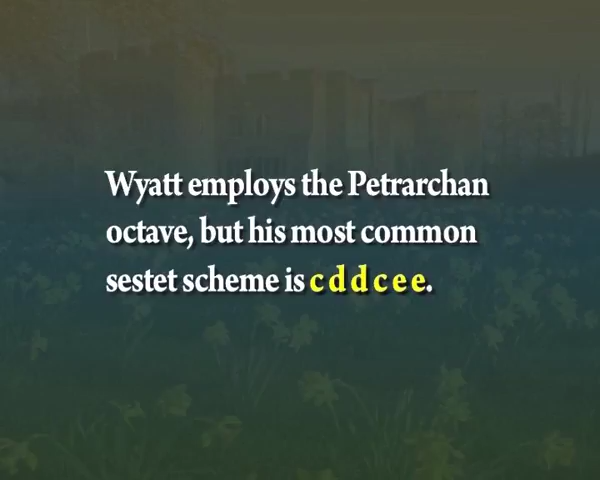 Wyatt employs the Petrarchan
octave, but his most common
sestet scheme is c d d c e e.